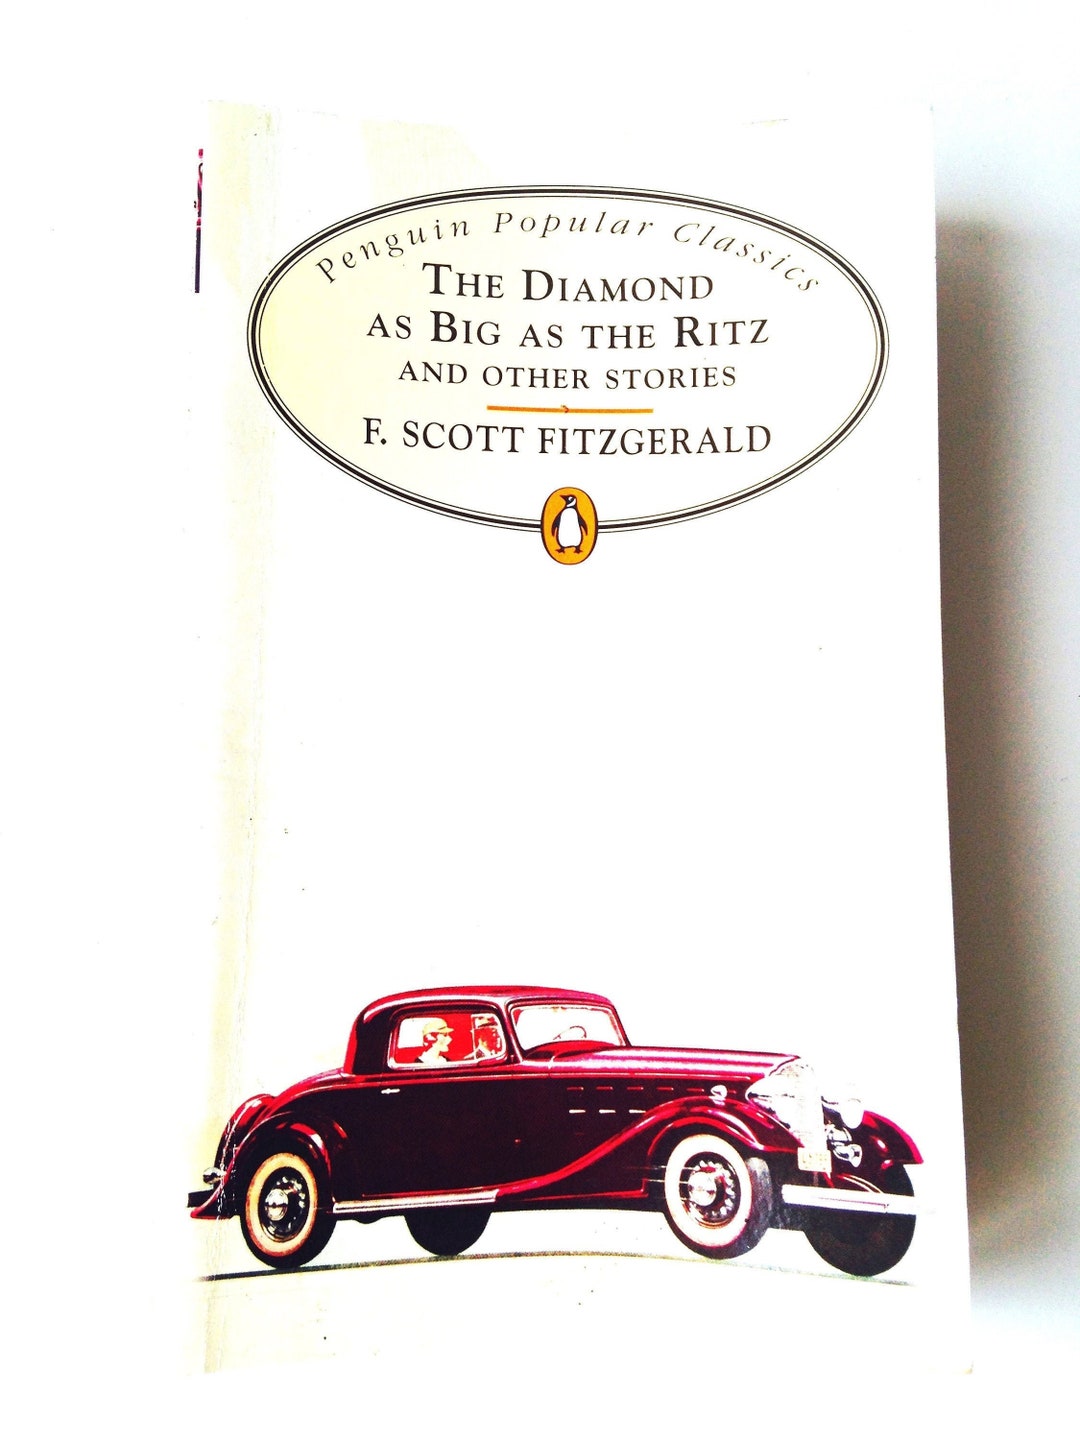 Penguin Popular Classics
THE DIAMOND
AS BIG AS THE RITZ
AND OTHER STORIES
F. SCOTT FITZGERALD